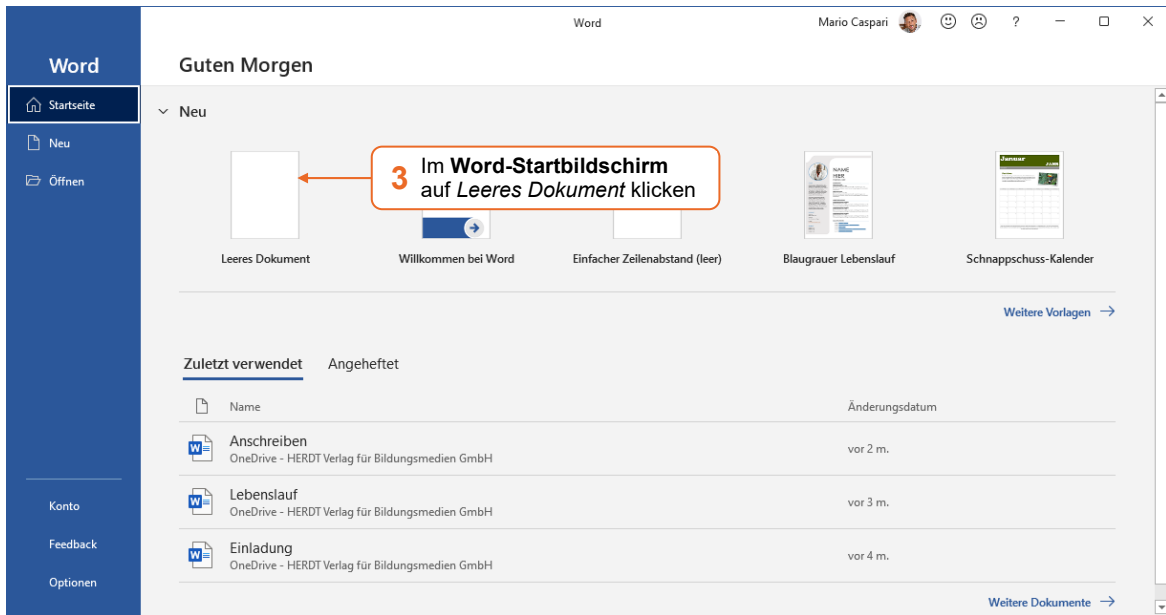 Word
Mario Caspari
?
Word
Guten Morgen
Startseite
Neu
Öffnen
Neu
3 Im Word-Startbildschirm
auf Leeres Dokument klicken
NAME
HIER
Januar
Leeres Dokument
Willkommen bei Word
Einfacher Zeilenabstand (leer)
Blaugrauer Lebenslauf
Schnappschuss-Kalender
Weitere Vorlagen
Zuletzt verwendet
Angeheftet
Name
Änderungsdatum
Anschreiben
OneDrive - HERDT Verlag für Bildungsmedien GmbH
vor 2 m.
Lebenslauf
OneDrive - HERDT Verlag für Bildungsmedien GmbH
vor 3 m.
Einladung
OneDrive - HERDT Verlag für Bildungsmedien GmbH
vor 4 m.
Weitere Dokumente
Konto
Feedback
Optionen